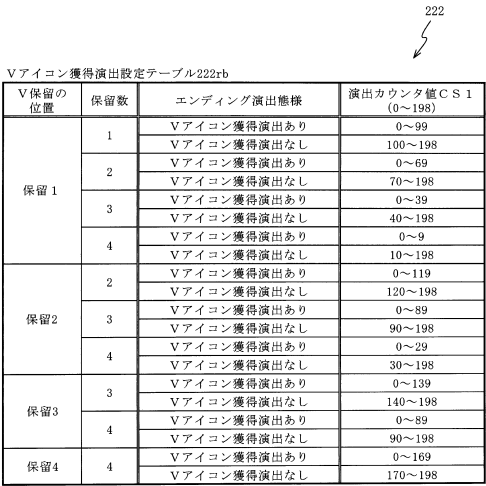 222
Vアイコン獲得演出設定テーブル222rb
V保留の位置 保留数 エンディング演出態様 演出カウンタ値CS1(0～198)
保留1 1 Vアイコン獲得演出あり 0～99
Vアイコン獲得演出なし 100～198
2 Vアイコン獲得演出あり 0～69
Vアイコン獲得演出なし 70～198
3 Vアイコン獲得演出あり 0～39
Vアイコン獲得演出なし 40～198
4 Vアイコン獲得演出あり 0～9
Vアイコン獲得演出なし 10～198
保留2 2 Vアイコン獲得演出あり 0～119
Vアイコン獲得演出なし 120～198
3 Vアイコン獲得演出あり 0～89
Vアイコン獲得演出なし 90～198
4 Vアイコン獲得演出あり 0～29
Vアイコン獲得演出なし 30～198
保留3 3 Vアイコン獲得演出あり 0～139
Vアイコン獲得演出なし 140～198
4 Vアイコン獲得演出あり 0～89
Vアイコン獲得演出なし 90～198
保留4 4 Vアイコン獲得演出あり 0～169
Vアイコン獲得演出なし 170～198